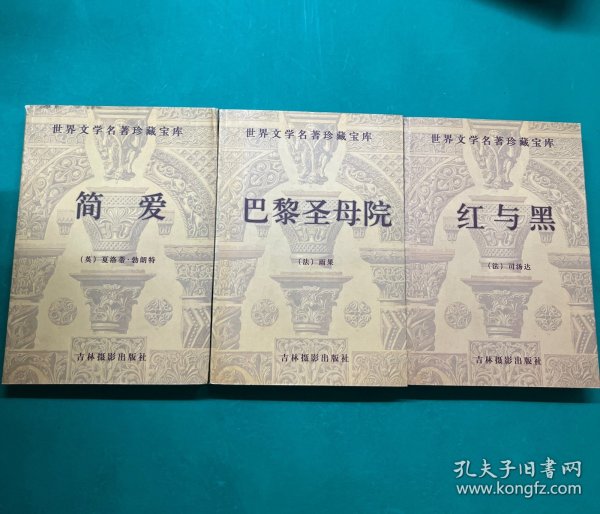 世界文学名著珍藏宝库
简爱
（英）夏洛蒂·勃朗特
吉林摄影出版社
世界文学名著珍藏宝库
巴黎圣母院
（法）雨果
吉林摄影出版社
世界文学名著珍藏宝库
红与黑
（法）司汤达
吉林摄影出版社
孔夫子旧书网
www.kongfz.com